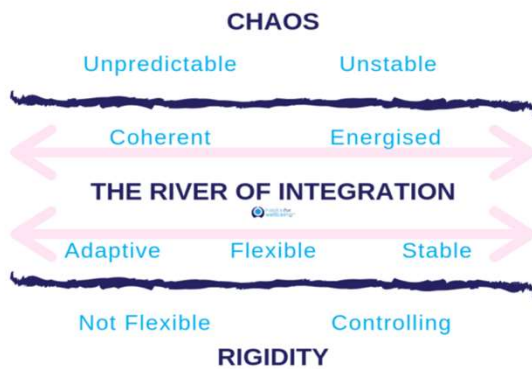 CHAOS
Unpredictable Unstable
Coherent Energised
THE RIVER OF INTEGRATION
Adaptive Flexible Stable
Not Flexible Controlling
RIGIDITY